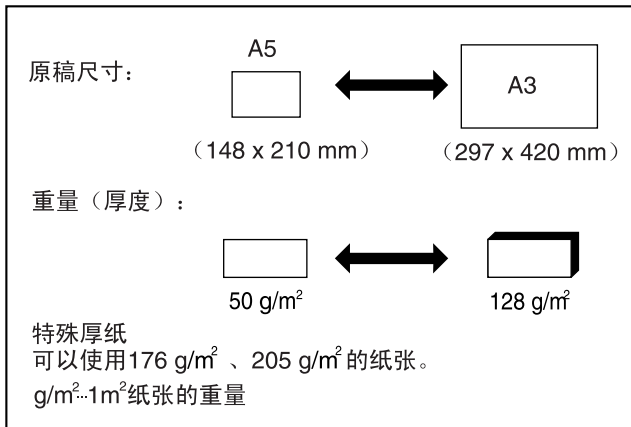 A5
原稿尺寸：
A3
（148 x 210 mm） （297 x 420 mm）
重量（厚度）：
50 g/m² 128 g/m²
特殊厚纸
可以使用176 g/m² 、205 g/m²的纸张。
g/m²...1m²纸张的重量